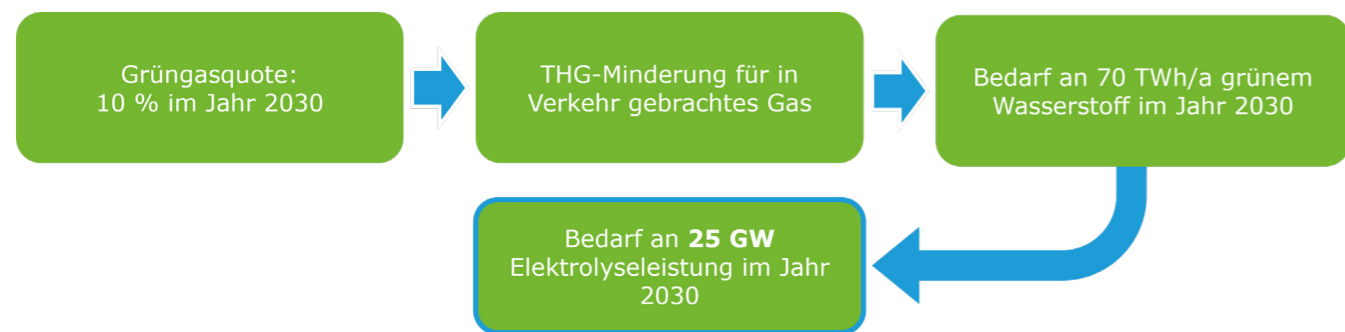 Grüngasquote:
10 % im Jahr 2030
THG-Minderung für in
Verkehr gebrachtes Gas
Bedarf an 70 TWh/a grünem
Wasserstoff im Jahr 2030
Bedarf an 25 GW
Elektrolyseleistung im Jahr
2030